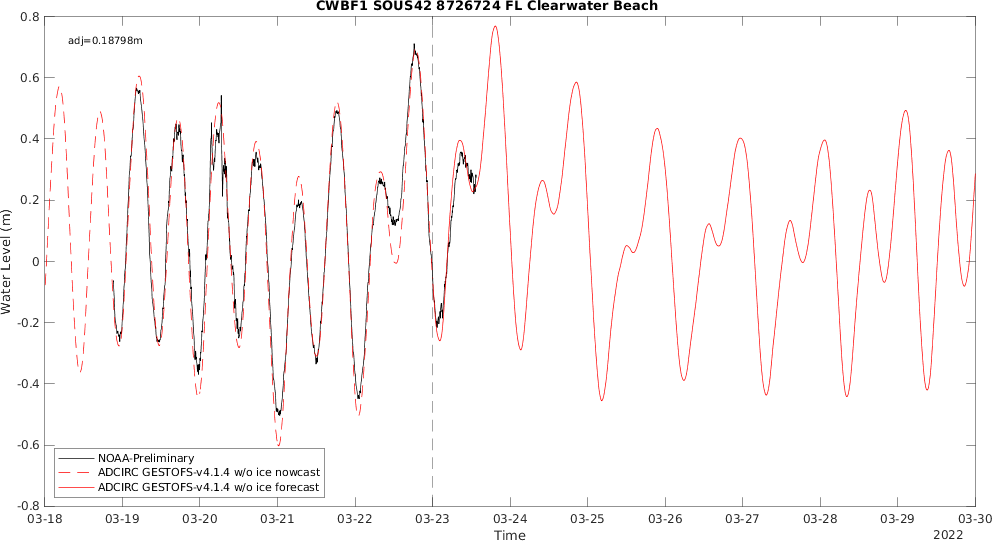 CWBF1 SOUS42 8726724 FL Clearwater Beach
adj=0.18798m
0.8
0.6
0.4
0.2
0
-0.2
-0.4
-0.6
-0.8
Water Level (m)
NOAA-Preliminary
ADCIRC GESTOFS-v4.1.4 w/o ice nowcast
ADCIRC GESTOFS-v4.1.4 w/o ice forecast
03-18 03-19 03-20 03-21 03-22 03-23 03-24 03-25 03-26 03-27 03-28 03-29 03-30
Time
2022